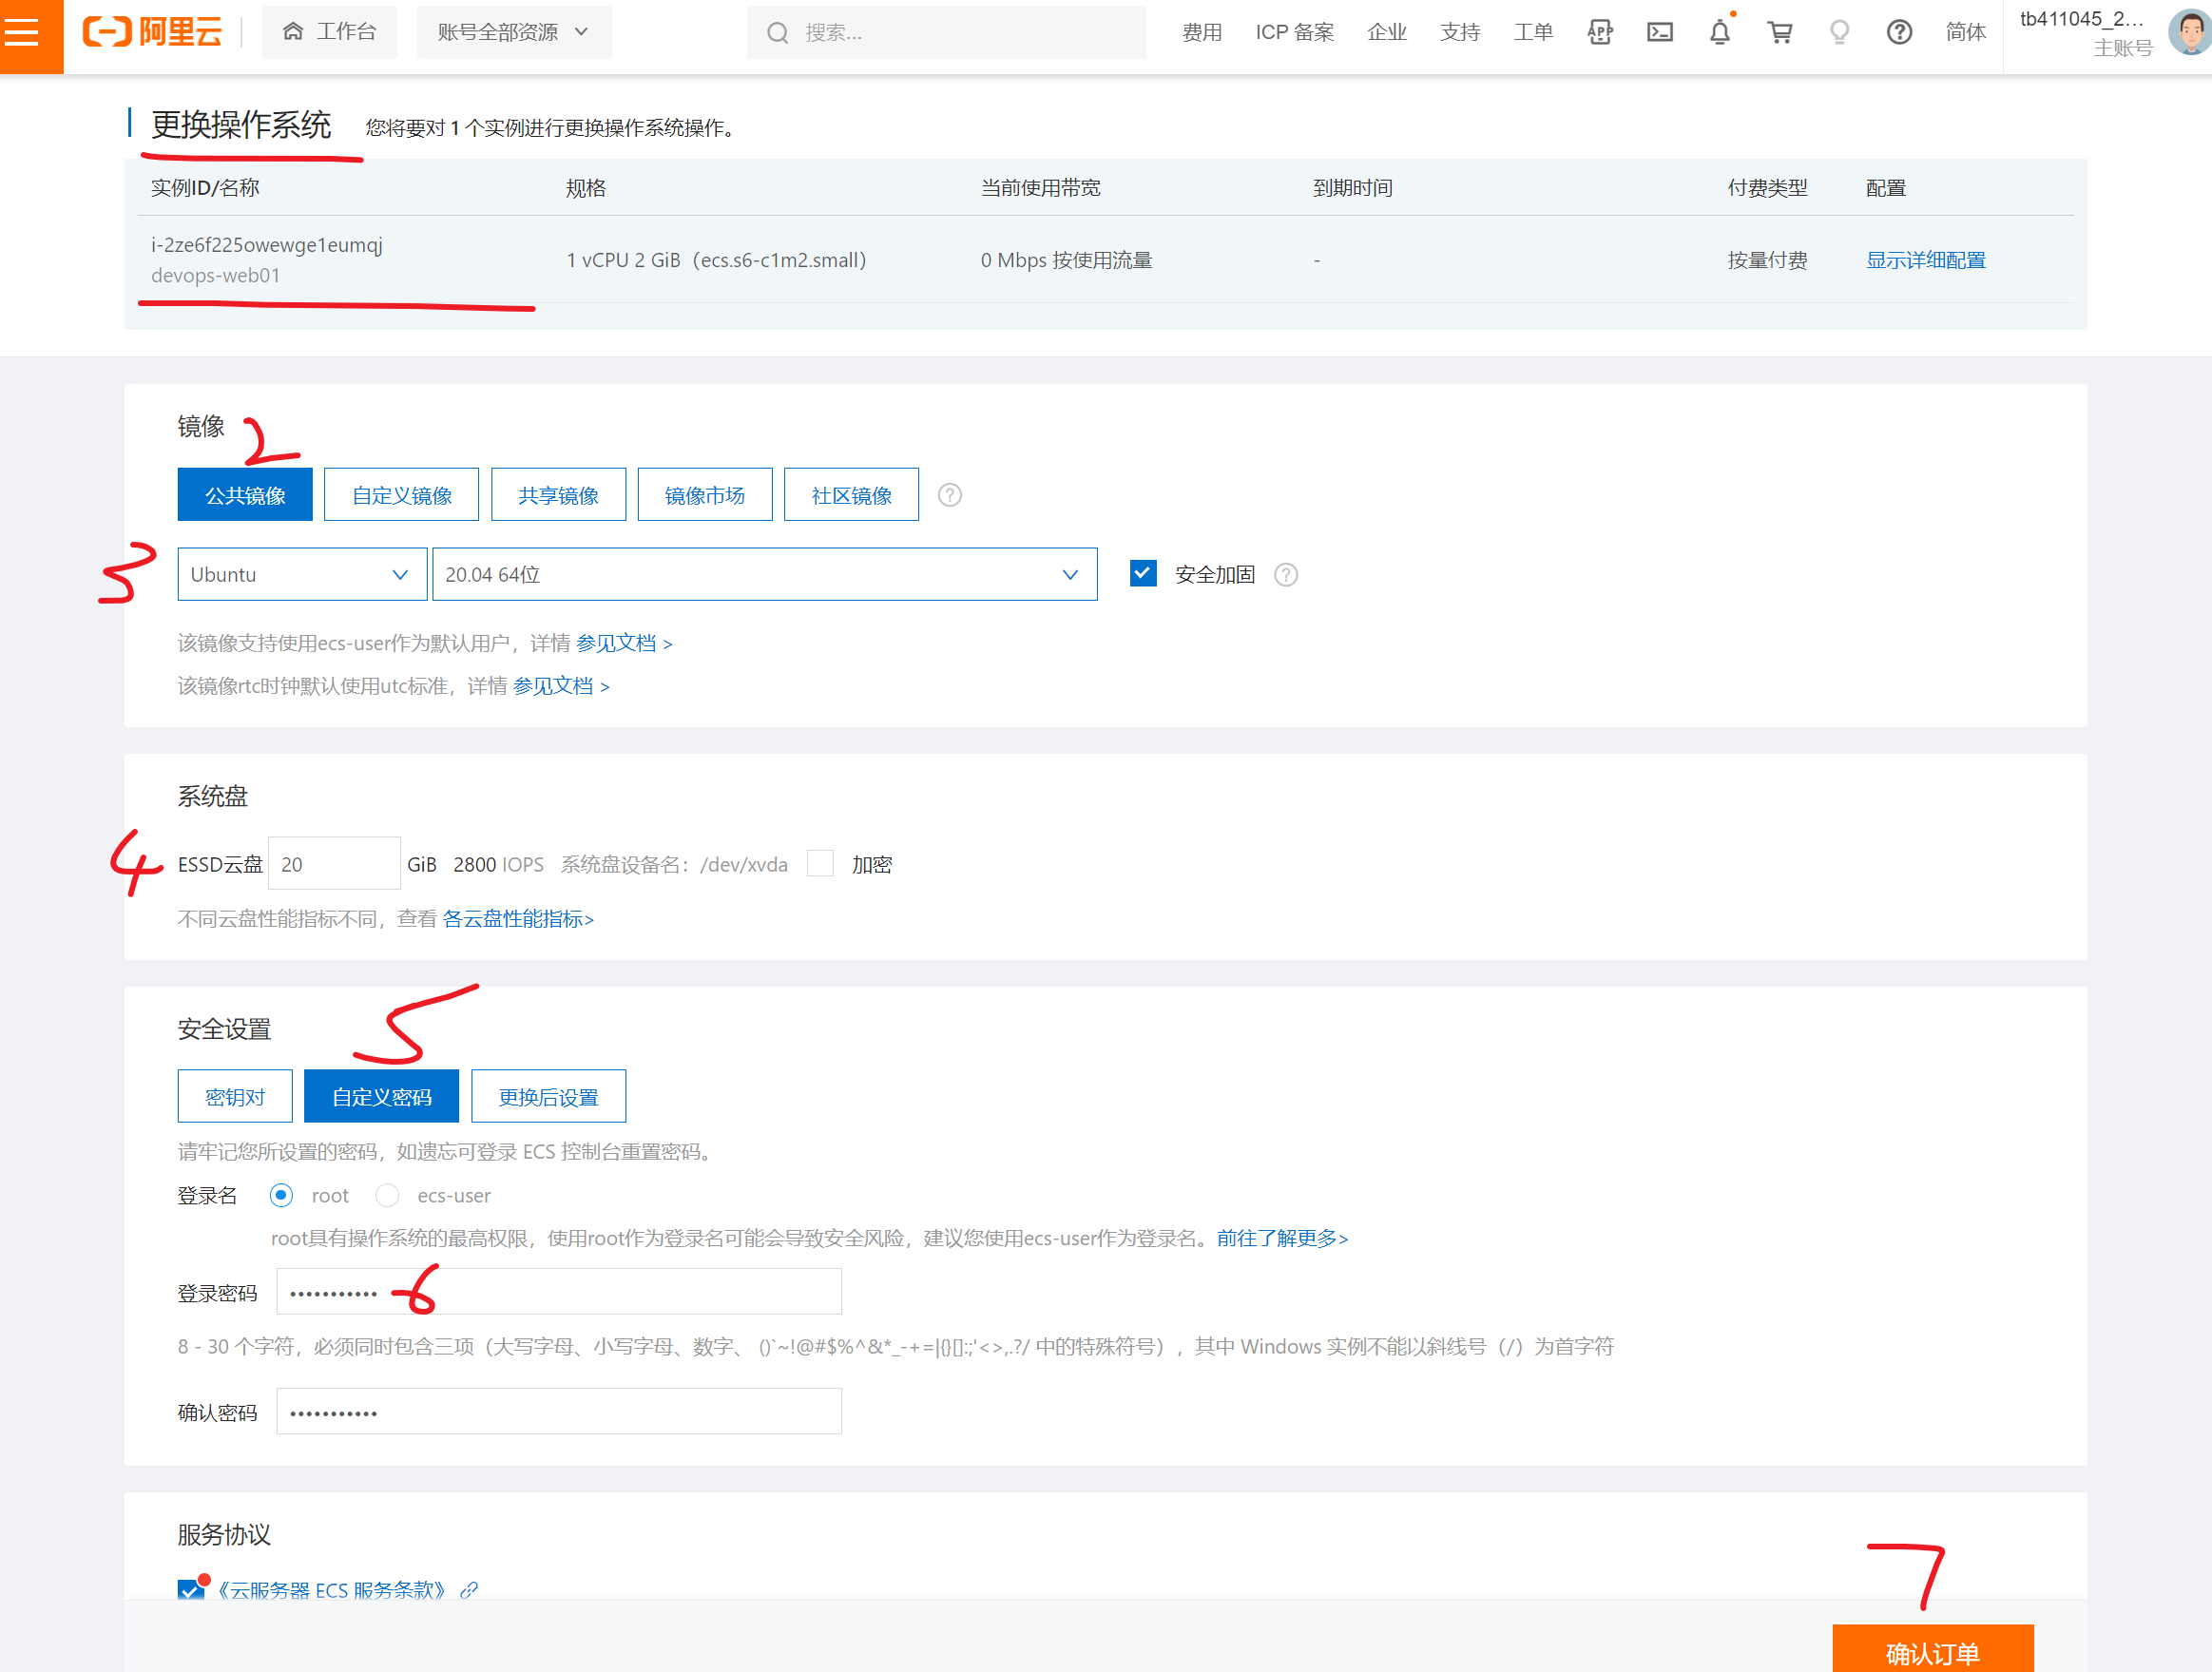 阿里云 工作台 账号全部资源 搜索... 费用 ICP 备案 企业 支持 工单 APP 简体 tb411045_2...
主账号
更换操作系统 您将要对 1 个实例进行更换操作系统操作。
实例ID/名称 规格 当前使用带宽 到期时间 付费类型 配置
i-2ze6f225owewge1eumqj
devops-web01
1 vCPU 2 GiB（ecs.s6-c1m2.small） 0 Mbps 按使用流量 - 按量付费 显示详细配置
镜像 2
公共镜像 自定义镜像 共享镜像 镜像市场 社区镜像 ?
3 Ubuntu 20.04 64位 安全加固 ?
该镜像支持使用ecs-user作为默认用户，详情 参见文档 >
该镜像rtc时钟默认使用utc标准，详情 参见文档 >
系统盘
4 ESSD云盘 20 GiB 2800 IOPS 系统盘设备名：/dev/xvda 加密
不同云盘性能指标不同，查看 各云盘性能指标>
安全设置 5
密钥对 自定义密码 更换后设置
请牢记您所设置的密码，如遗忘可登录 ECS 控制台重置密码。
登录名 root ecs-user
root具有操作系统的最高权限，使用root作为登录名可能会导致安全风险，建议您使用ecs-user作为登录名。前往了解更多>
登录密码 ••••••••••• 6
8 - 30 个字符，必须同时包含三项（大写字母、小写字母、数字、 ()`~!@#$%^&*_-+=|{}[]:;'<>,.?/ 中的特殊符号），其中 Windows 实例不能以斜线号（/）为首字符
确认密码 •••••••••••
服务协议
《云服务器 ECS 服务条款》
7
确认订单